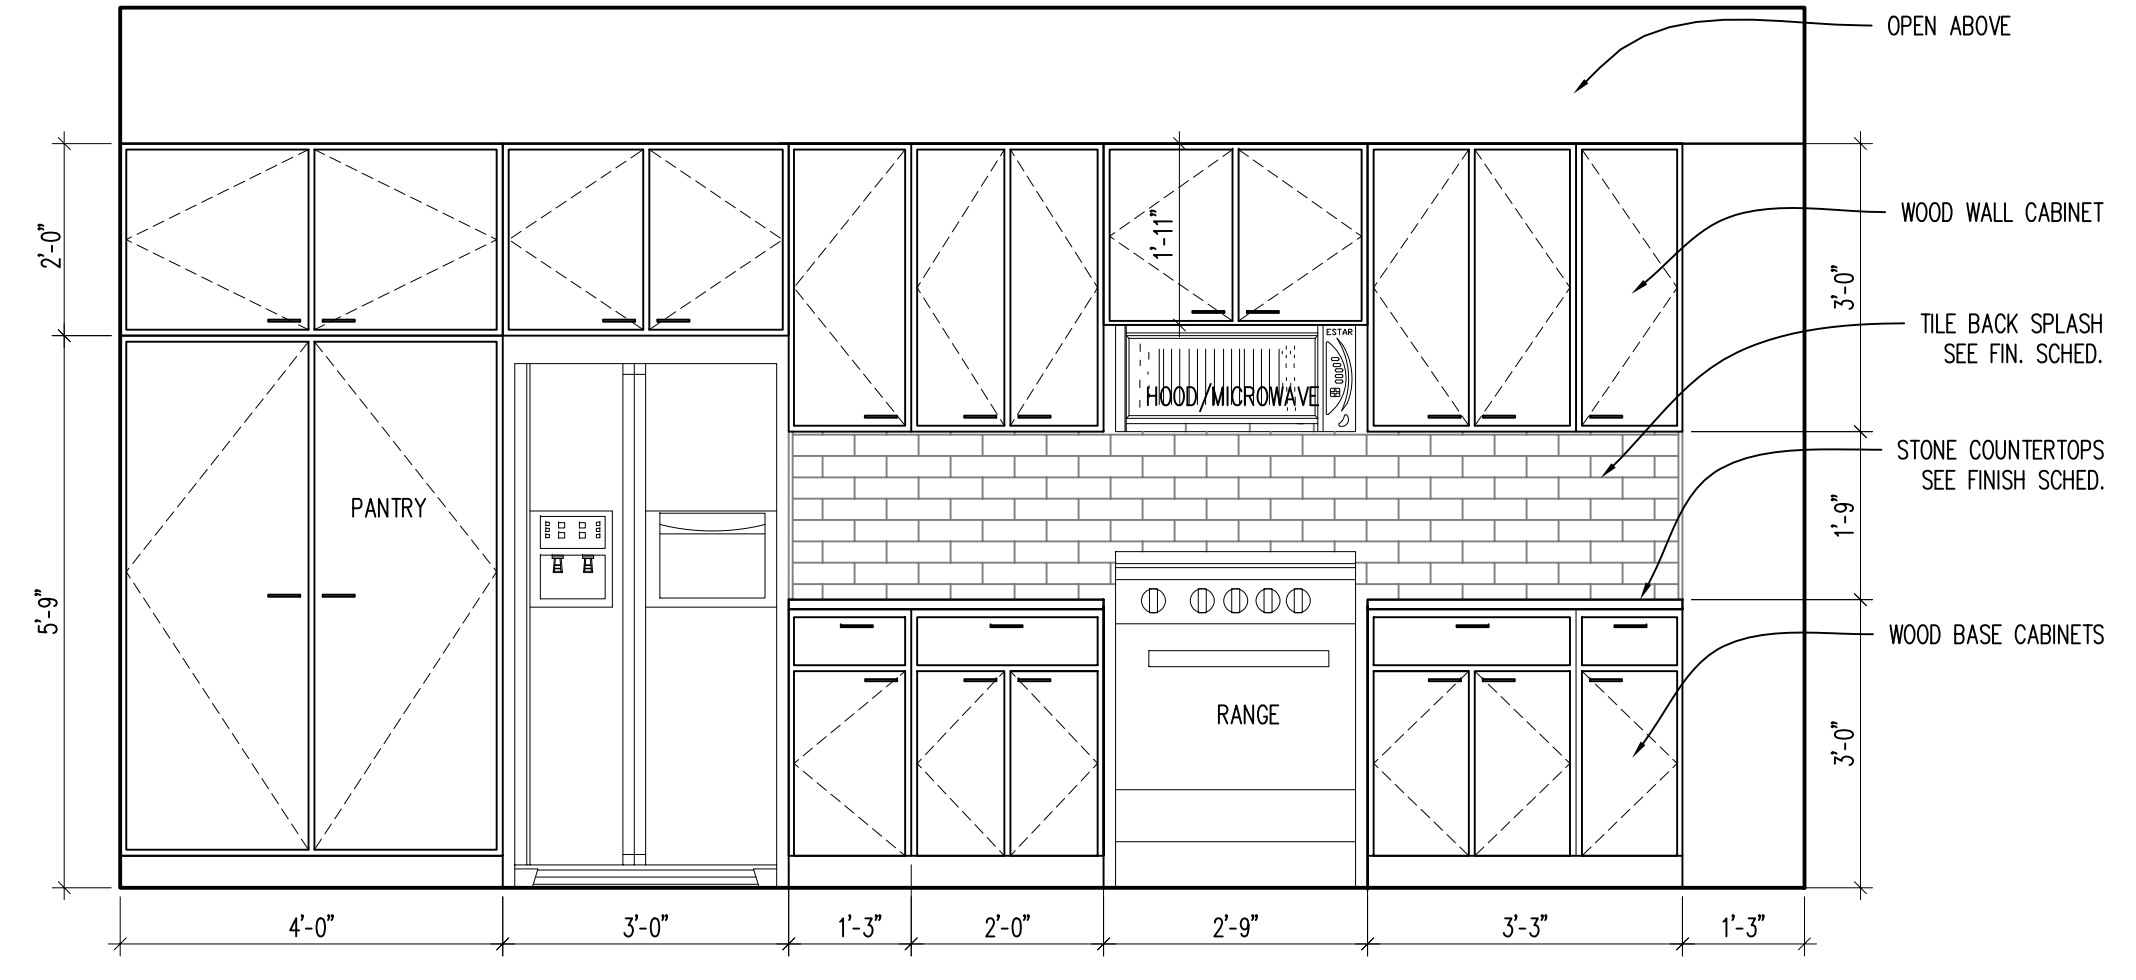 OPEN ABOVE
WOOD WALL CABINET
2'-0"
1'-11"
3'-0"
TILE BACK SPLASH
SEE FIN. SCHED.
ESTAR
HOOD/MICROWAVE
STONE COUNTERTOPS
SEE FINISH SCHED.
PANTRY
1'-9"
5'-9"
WOOD BASE CABINETS
RANGE
3'-0"
4'-0"
3'-0"
1'-3"
2'-0"
2'-9"
3'-3"
1'-3"